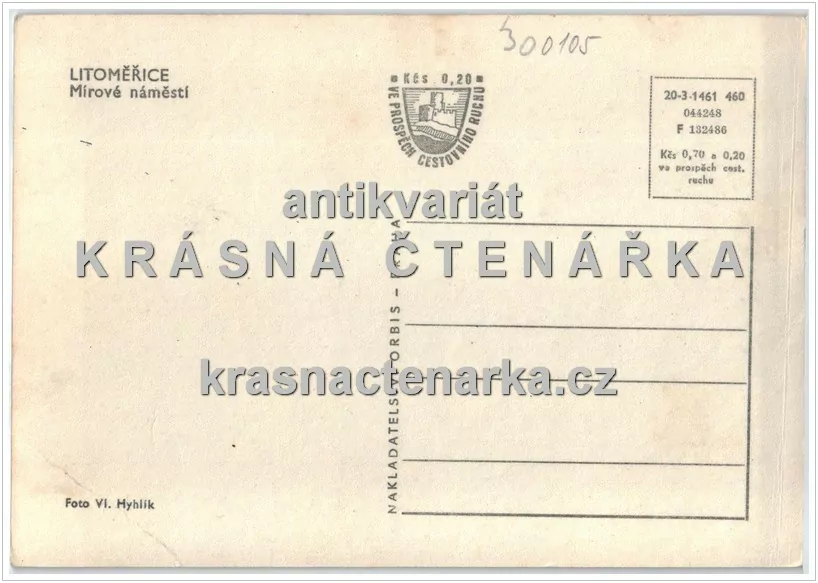 300105
LITOMĚŘICE
Mírové náměstí
Kčs 0,20
VE PROSPĚCH CESTOVNÍHO RUCHU
20-3-1461 460
044248
F 132486
Kčs 0,70 a 0,20
ve prospěch cest.
ruchu
antikvariát
KRÁSNÁ ČTENÁŘKA
krasnactenarka.cz
NAKLADATELSTVÍ ORBIS – PRAHA
Foto Vl. Hyhlík